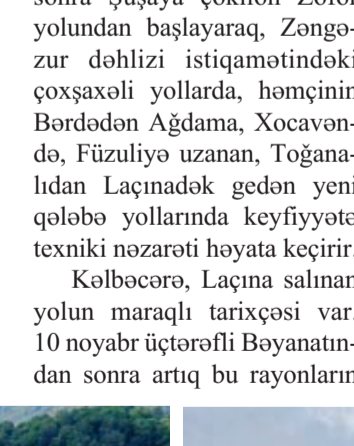 sonra Şuşaya çəkilən Zəfər
yolundan başlayaraq, Zəngə-
zur dəhlizi istiqamətindəki
çoxşaxəli yollarda, həmçinin
Bərdədən Ağdama, Xocavən-
də, Füzuliyə uzanan, Toğana-
lıdan Laçınadək gedən yeni
qələbə yollarında keyfiyyətə
texniki nəzarəti həyata keçirir.
Kəlbəcərə, Laçına salınan
yolun maraqlı tarixçəsi var.
10 noyabr üçtərəfli Bəyanatın-
dan sonra artıq bu rayonların